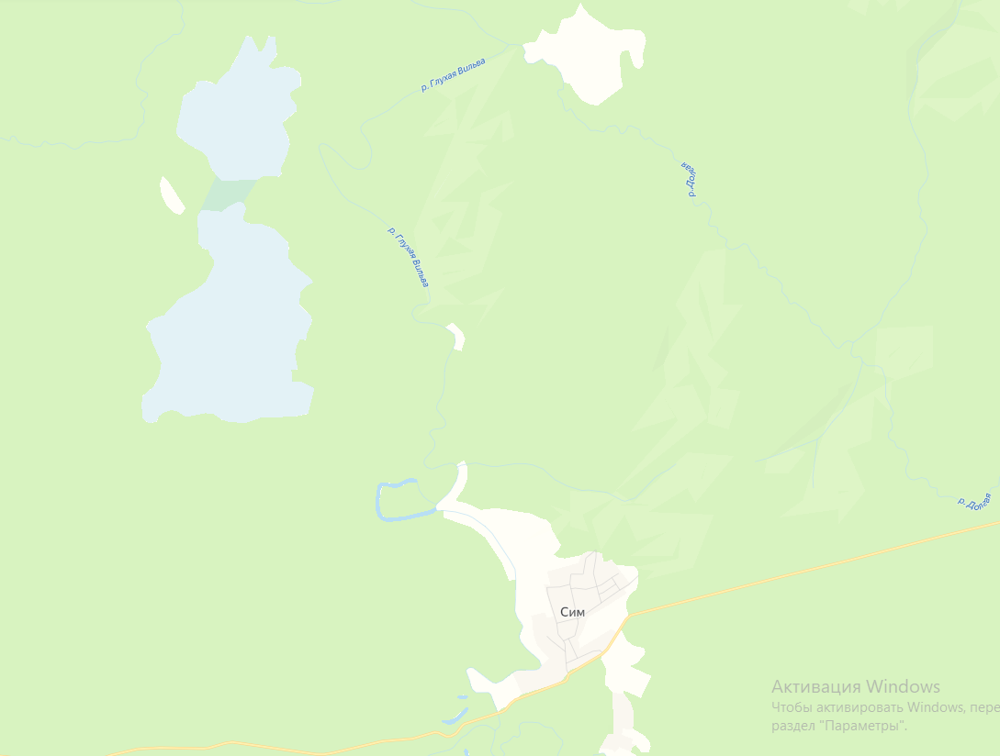 р. Глухая Вильва
р. Долгая
р. Глухая Вильва
р. Долгая
Сим
Активация Windows
Чтобы активировать Windows, пере
раздел "Параметры".